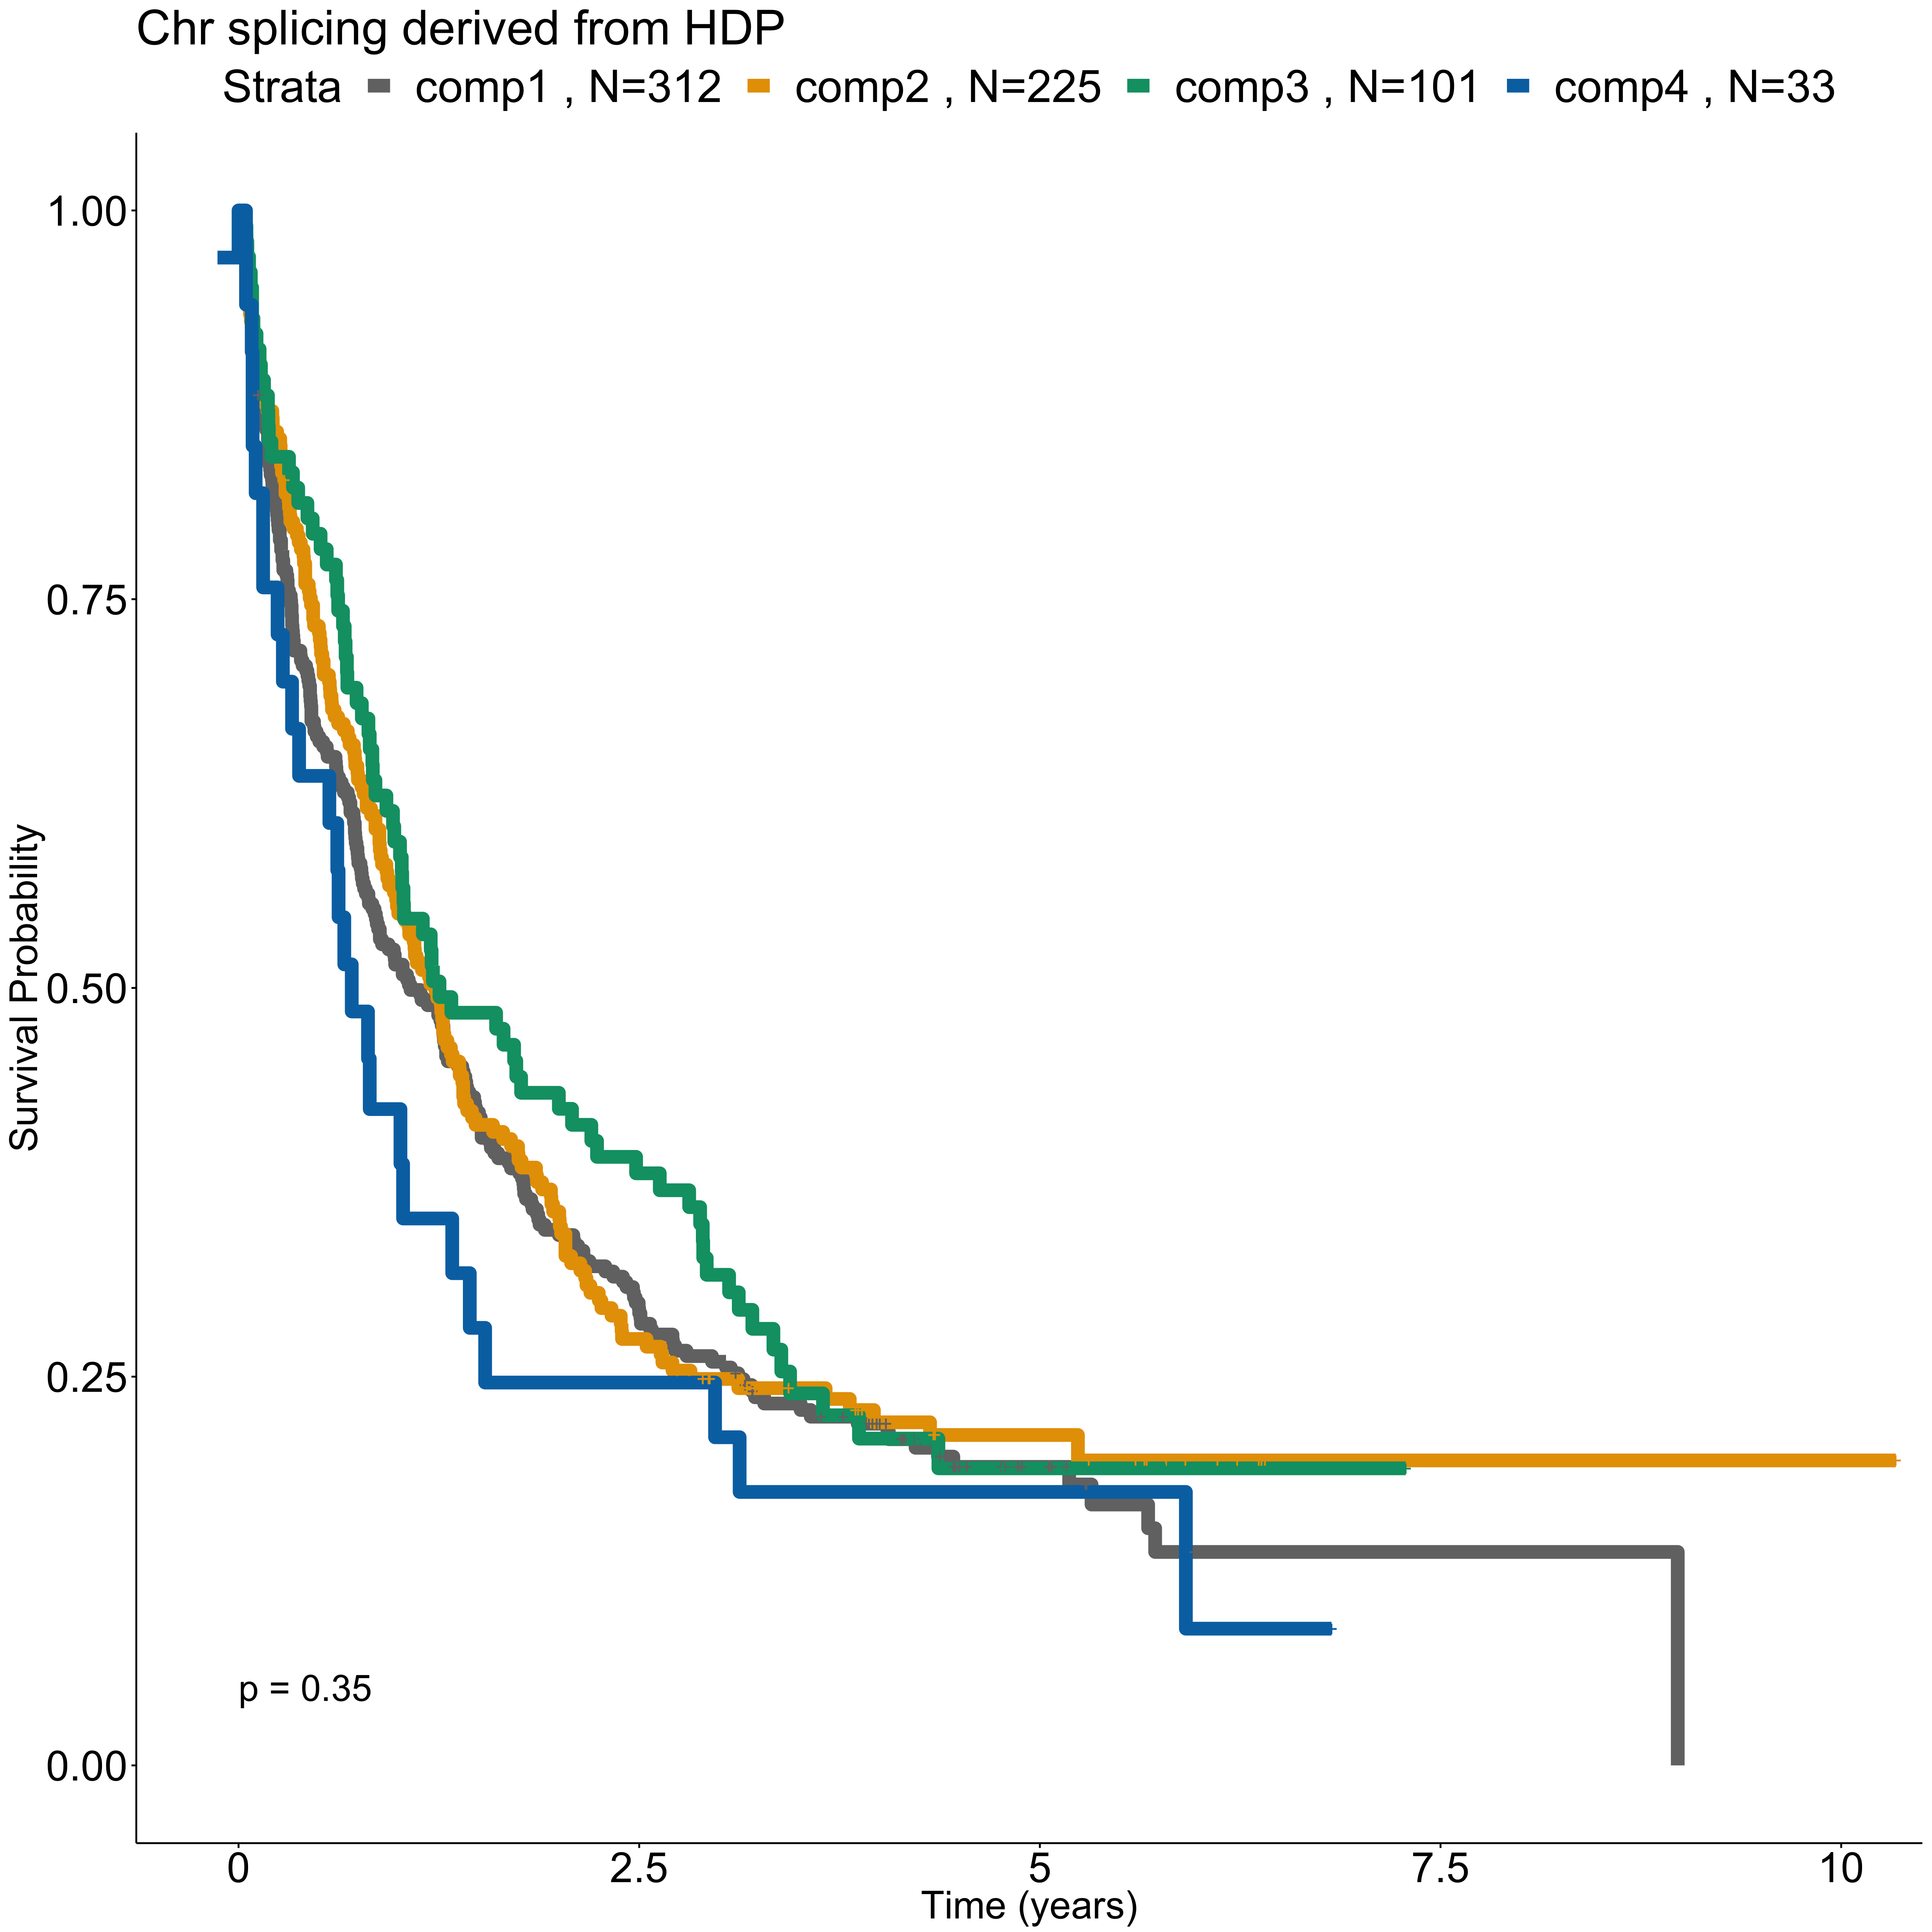 Chr splicing derived from HDP
Strata comp1 , N=312 comp2 , N=225 comp3 , N=101 comp4 , N=33
1.00
0.75
0.50
0.25
0.00
Survival Probability
p = 0.35
0 2.5 5 7.5 10
Time (years)